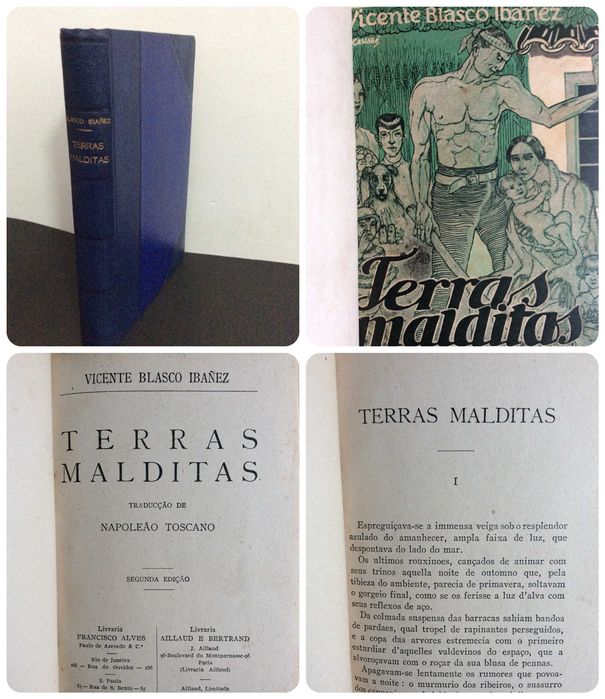 BLASCO IBAÑEZ
TERRAS
MALDITAS
Vicente Blasco Ibáñez
Terras
malditas
VICENTE BLASCO IBAÑEZ
TERRAS
MALDITAS
TRADUCÇÃO DE
NAPOLEÃO TOSCANO
SEGUNDA EDIÇÃO
Livraria
FRANCISCO ALVES
Paulo de Azevedo & C.ª
Rio de Janeiro
166 — Rua do Ouvidor — 166
S. Paulo
65 — Rua de S. Bento — 65
Livraria
AILLAUD E BERTRAND
J. Aillaud
96-Boulevard du Montparnasse-96
Paris
(Livraria Aillaud)
Aillaud, Limitada
TERRAS MALDITAS
I
Espreguiçava-se a immensa veiga sob o resplendor
azulado do amanhecer, ampla faixa de luz, que
despontava do lado do mar.
Os ultimos rouxinoes, cançados de animar com
seus trinos aquella noite de outomno que, pela
tibieza do ambiente, parecia de primavera, soltavam
o gorgeio final, como se os ferisse a luz d'alva com
seus reflexos de aço.
Da colmada suspensa das barracas sahiam bandos
de pardaes, qual tropel de rapinantes perseguidos,
e a copa das arvores estremecia com o primeiro
esturdiar d'aquelles valdevinos do espaço, que a
alvoroçavam com o roçar da sua blusa de pennas.
Apagavam-se lentamente os rumores que povoa-
vam a noite : o murmurio dos ribeiros, o sussurro